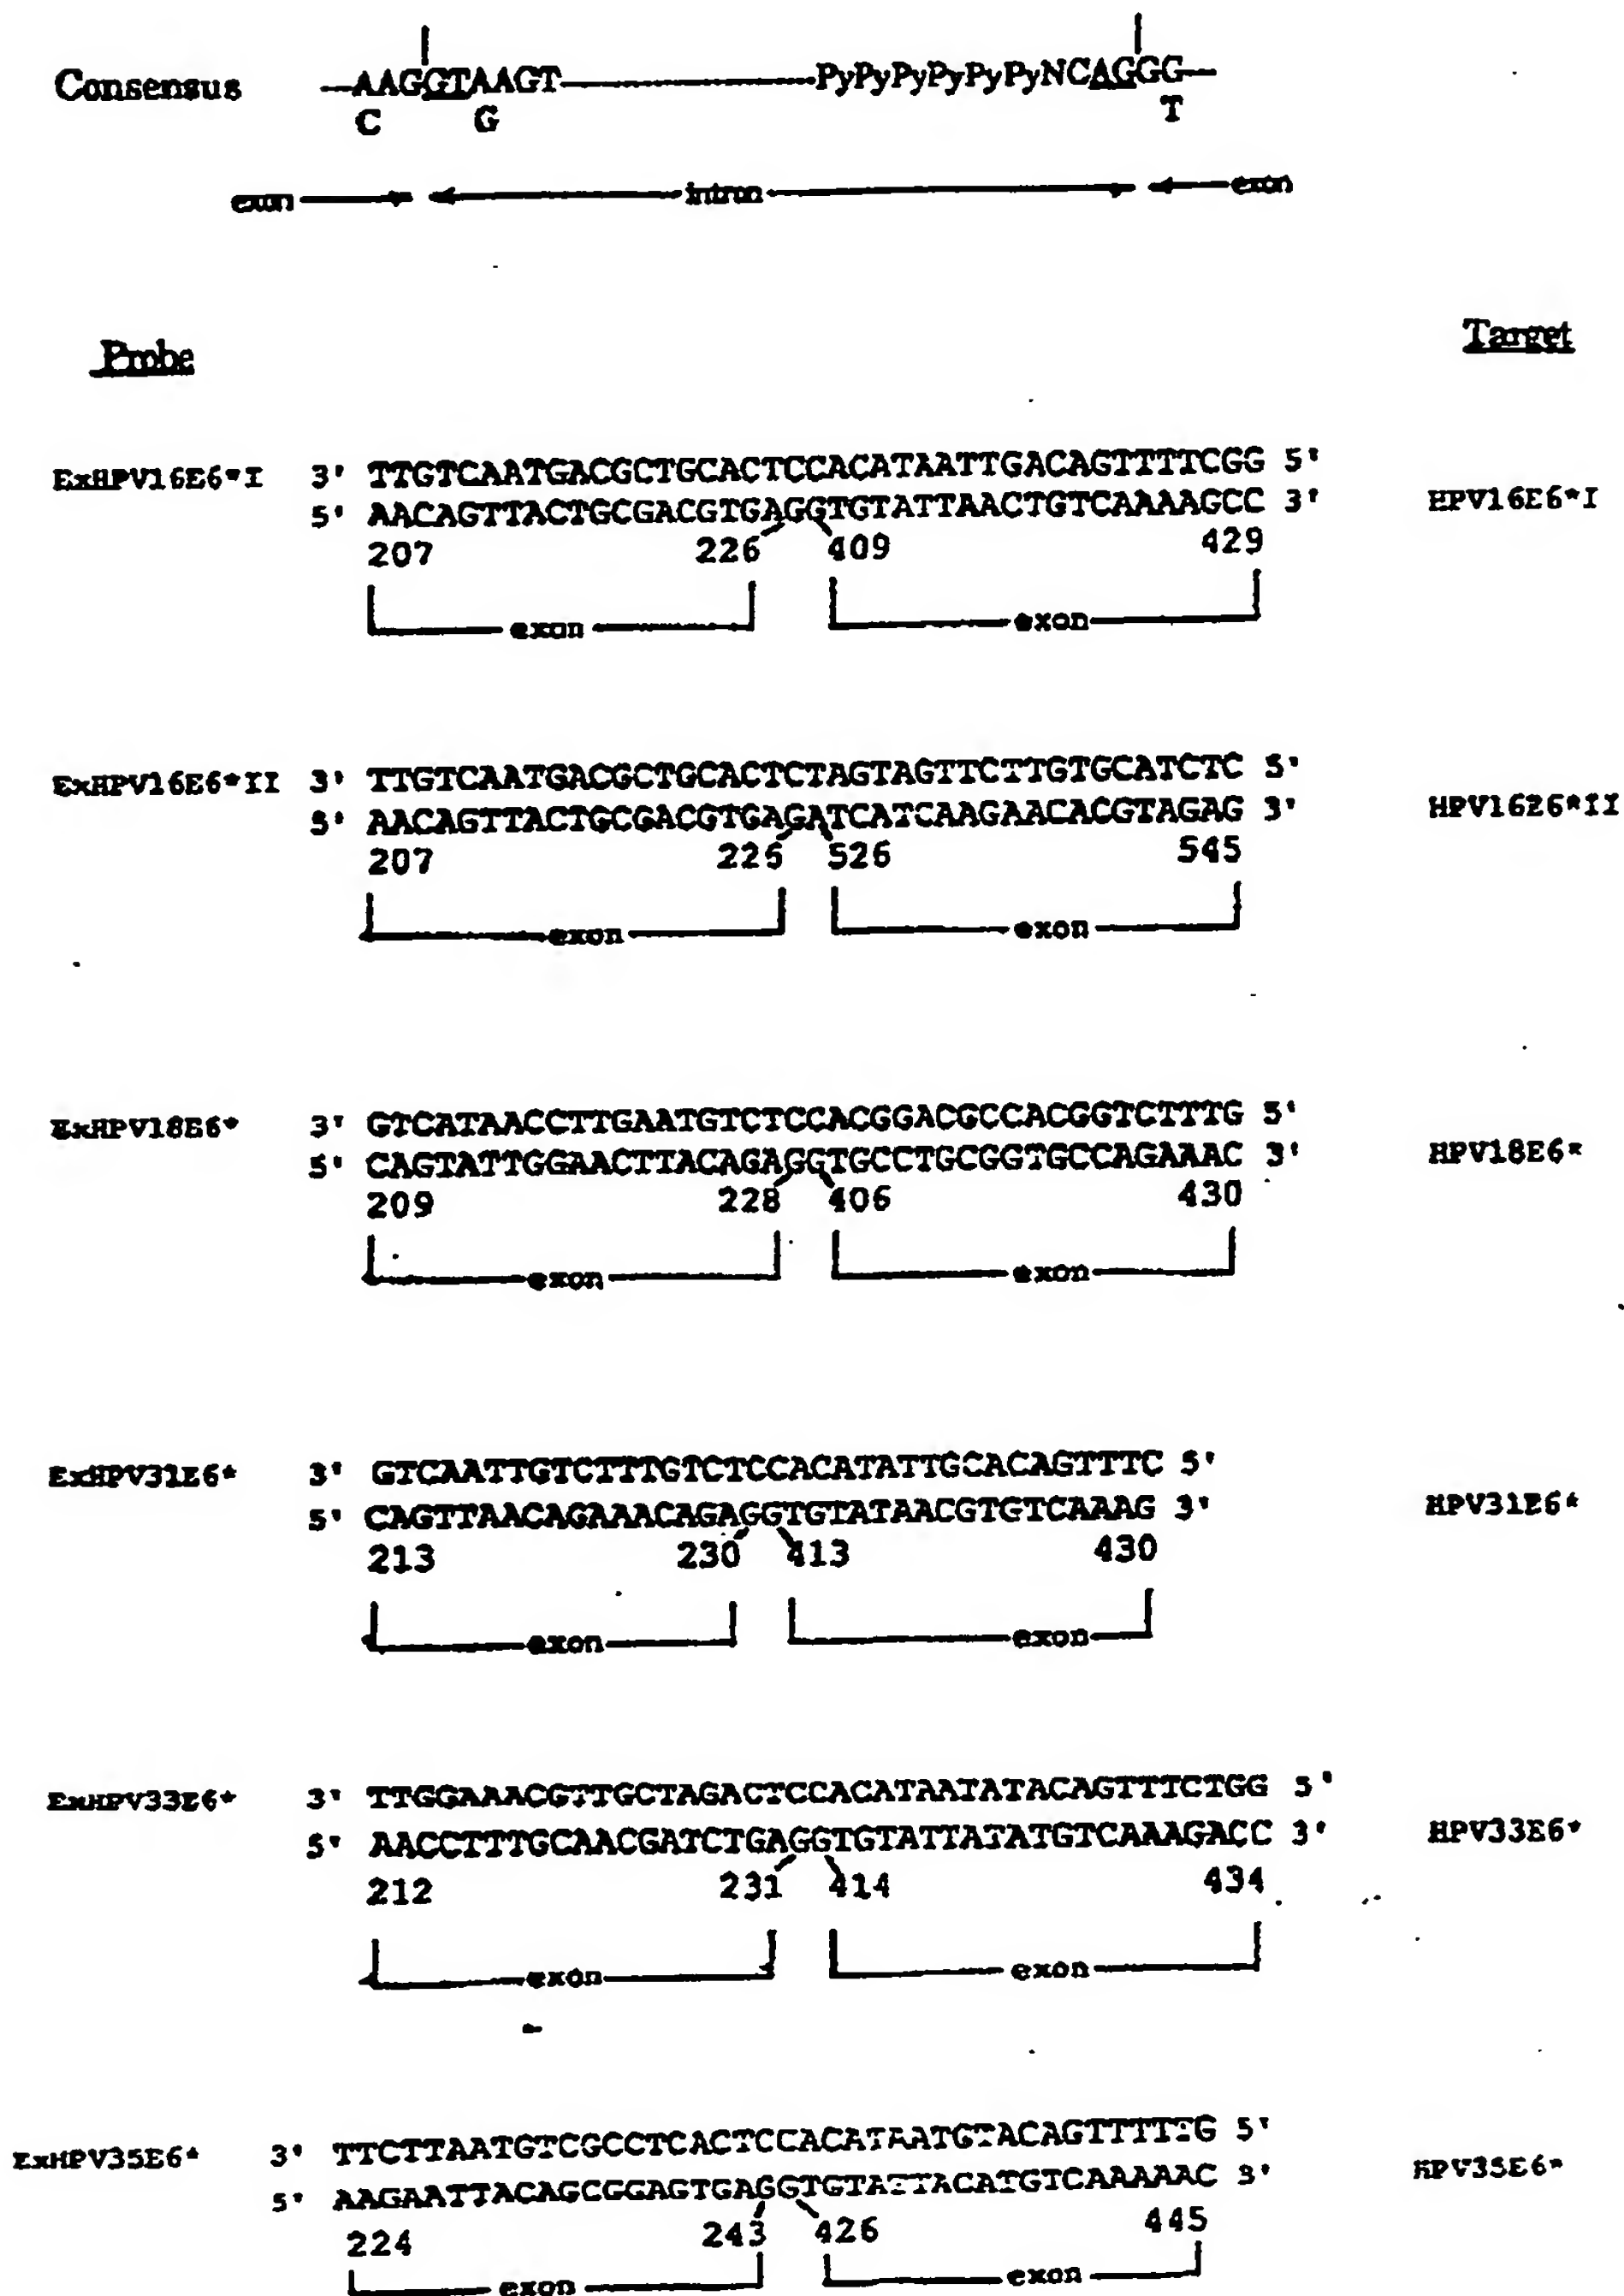 Consensus —AAGGTAAGT————PyPyPyPyPyPyNCAGGG—
C G T
exon intron exon
Probe Target
ExHPV16E6*I 3' TTGTCAATGACGCTGCACTCCACATAATTGACAGTTTTCGG 5'
5' AACAGTTACTGCGACGTGAGGTGTATTAACTGTCAAAAGCC 3' HPV16E6*I
207 226 409 429
exon exon
ExHPV16E6*II 3' TTGTCAATGACGCTGCACTCTAGTAGTTCTTGTGCATCTC 5'
5' AACAGTTACTGCGACGTGAGATCATCAAGAACACGTAGAG 3' HPV16E6*II
207 226 526 545
exon exon
ExHPV18E6* 3' GTCATAACCTTGAATGTCTCCACGGACGCCACGGTCTTTG 5'
5' CAGTATTGGAACTTACAGAGGTGCCTGCGGTGCCAGAAAC 3' HPV18E6*
209 228 406 430
exon exon
ExHPV31E6* 3' GTCAATTGTCTTTGTCTCCACATATTGCACAGTTTC 5'
5' CAGTTAACAGAAACAGAGGTGTATAACGTGTCAAAG 3' HPV31E6*
213 230 413 430
exon exon
ExHPV33E6* 3' TTGGAAACGTTGCTAGACTCCACATAATATACAGTTTCTGG 5'
5' AACCTTTGCAACGATCTGAGGTGTATTATATGTCAAAGACC 3' HPV33E6*
212 231 414 434
exon exon
ExHPV35E6* 3' TTCTTAATGTCGCCTCACTCCACATAATGTACAGTTTTTG 5'
5' AAGAATTACAGCGGAGTGAGGTGTATTACATGTCAAAAAC 3' HPV35E6*
224 243 426 445
exon exon